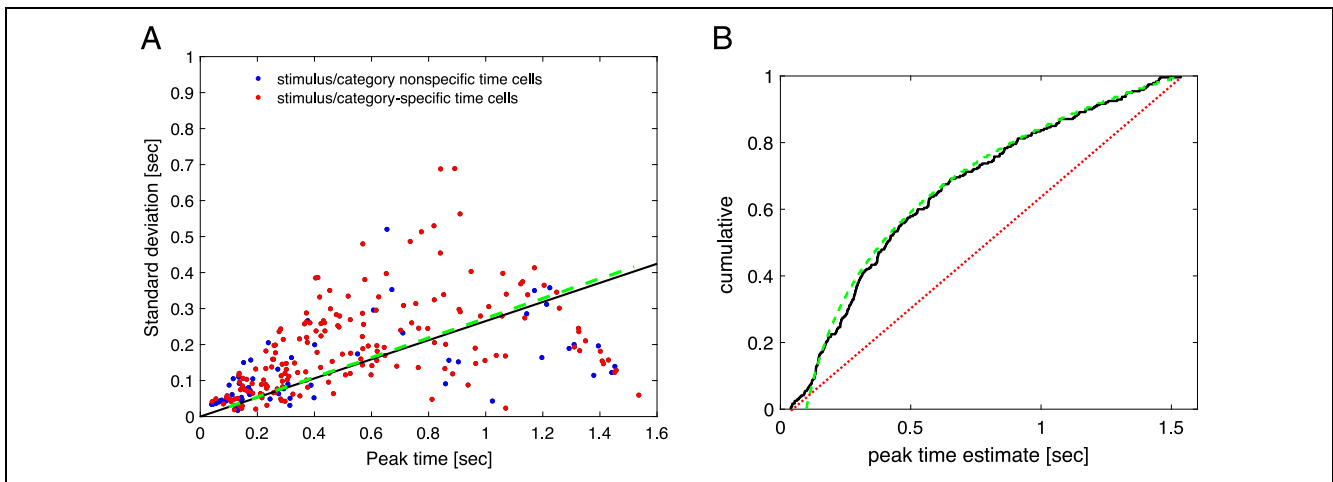 A
Standard deviation [sec]
1
0.9
0.8
0.7
0.6
0.5
0.4
0.3
0.2
0.1
0
stimulus/category nonspecific time cells
stimulus/category-specific time cells
0 0.2 0.4 0.6 0.8 1 1.2 1.4 1.6
Peak time [sec]
B
cumulative
1
0.8
0.6
0.4
0.2
0
0 0.5 1 1.5
peak time estimate [sec]